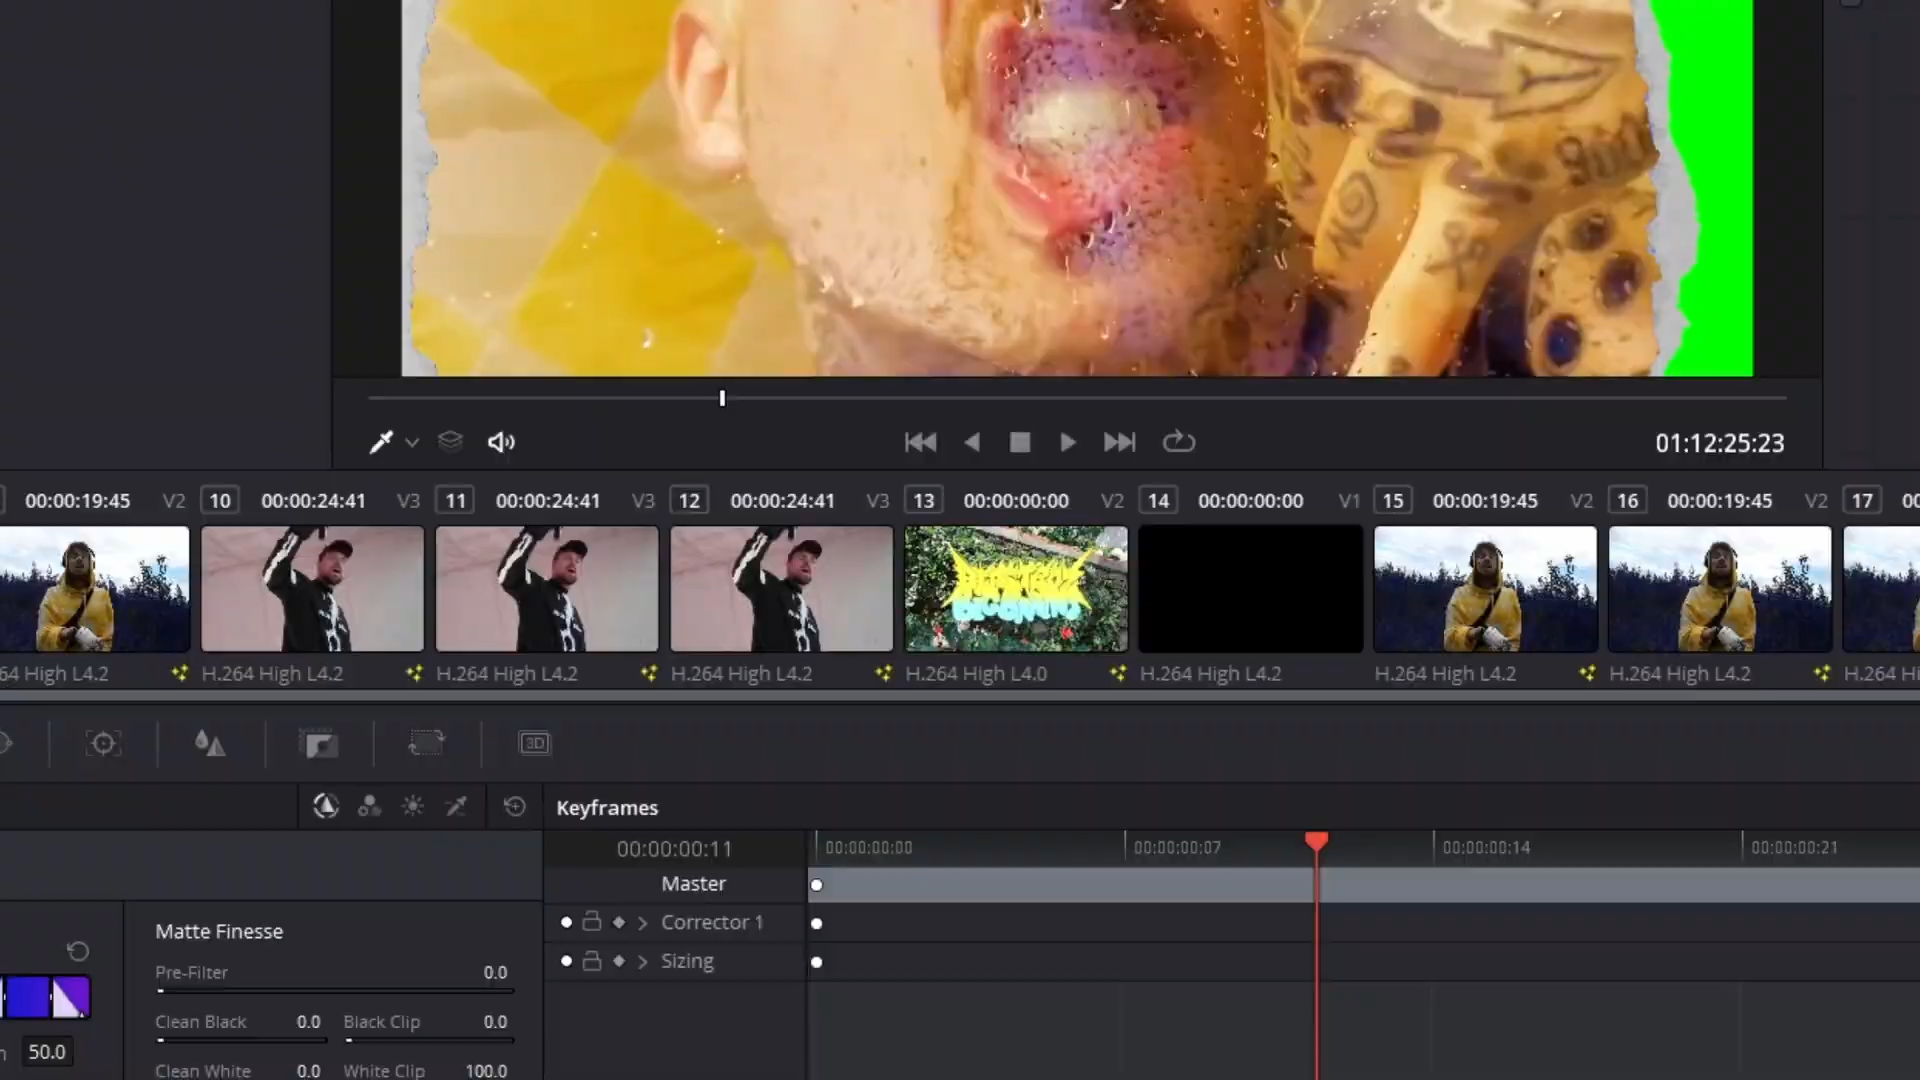 01:12:25:23
00:00:19:45 V2 10 00:00:24:41 V3 11 00:00:24:41 V3 12 00:00:24:41 V3 13 00:00:00:00 V2 14 00:00:00:00 V1 15 00:00:19:45 V2 16 00:00:19:45 V2 17
64 High L4.2 H.264 High L4.2 H.264 High L4.2 H.264 High L4.2 H.264 High L4.0 H.264 High L4.2 H.264 High L4.2 H.264 High L4.2 H.264 Hi
3D
Keyframes
00:00:00:11 00:00:00:00 00:00:00:07 00:00:00:14 00:00:00:21
Master
Corrector 1
Sizing
Matte Finesse
Pre-Filter 0.0
Clean Black 0.0 Black Clip 0.0
50.0
Clean White 0.0 White Clip 100.0